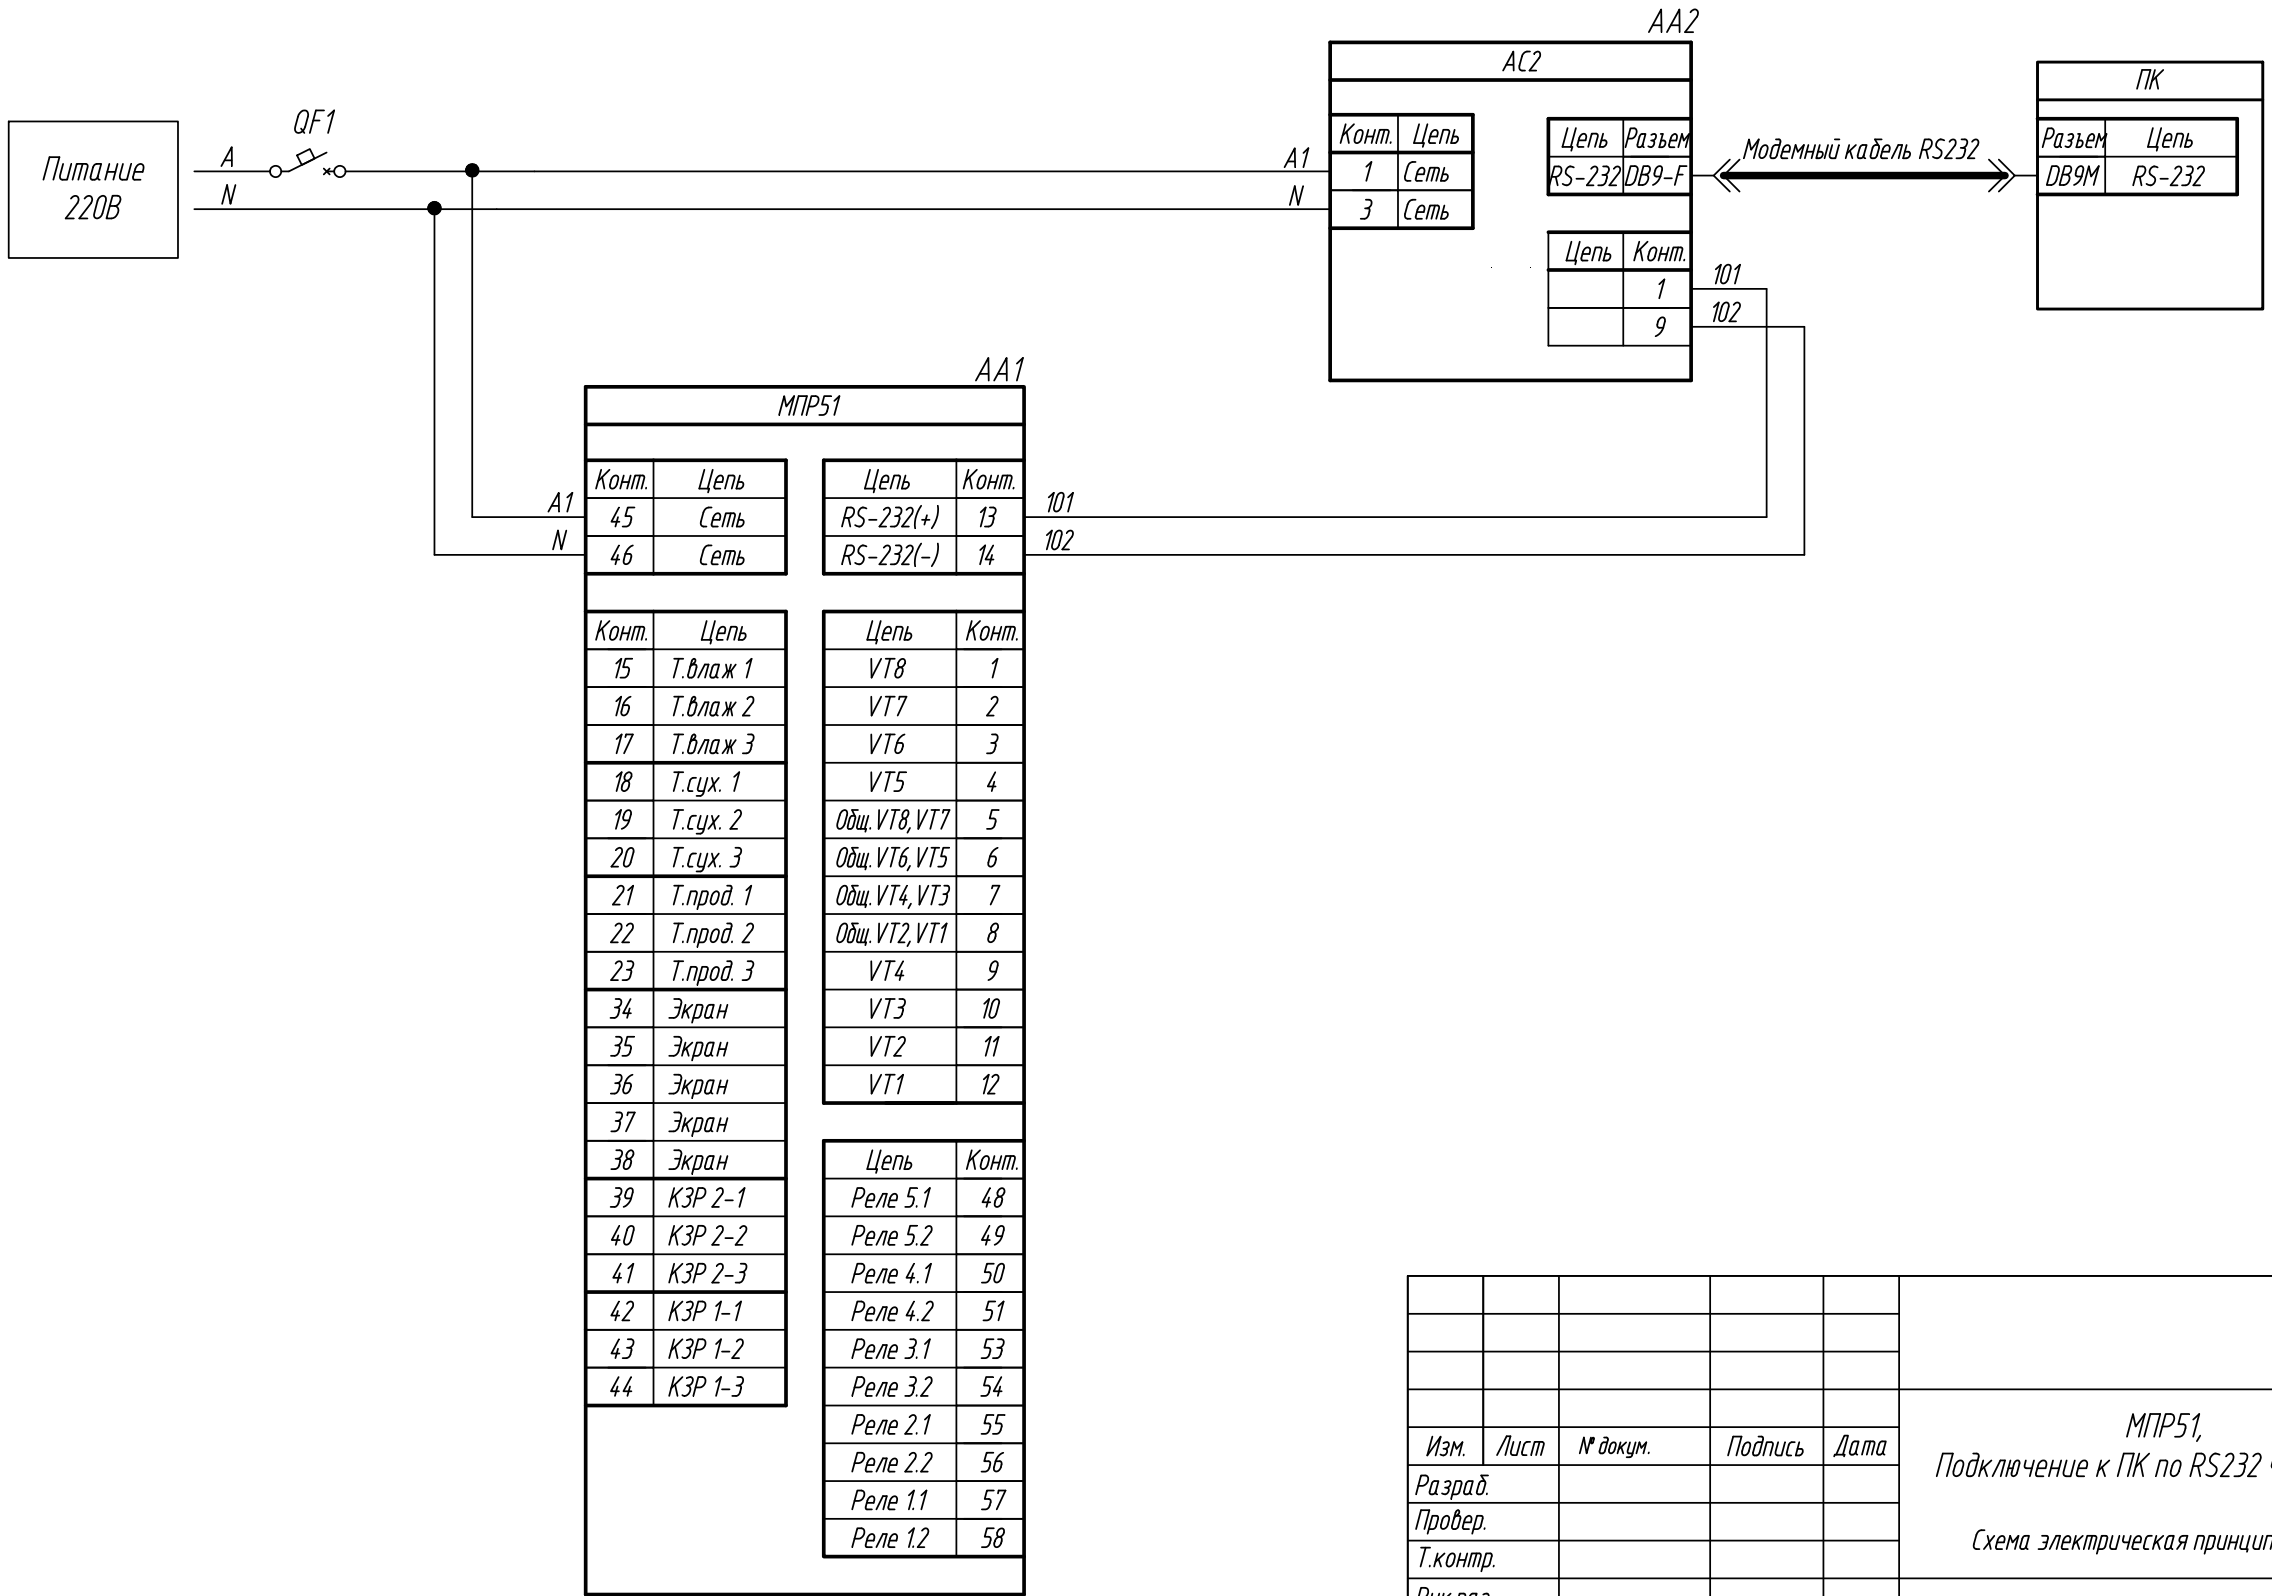 Питание
220В
A
N
QF1
AA2
AC2
Конт. Цепь
A1 1 Сеть
N 3 Сеть
Цепь Разъем
RS-232 DB9-F
Модемный кабель RS232
ПК
Разъем Цепь
DB9M RS-232
Цепь Конт.
1 101
9 102
AA1
МПР51
Конт. Цепь
A1 45 Сеть
N 46 Сеть
Цепь Конт.
RS-232(+) 13 101
RS-232(-) 14 102
Конт. Цепь
15 Т.влаж 1
16 Т.влаж 2
17 Т.влаж 3
18 Т.сух. 1
19 Т.сух. 2
20 Т.сух. 3
21 Т.прод. 1
22 Т.прод. 2
23 Т.прод. 3
34 Экран
35 Экран
36 Экран
37 Экран
38 Экран
39 КЗР 2-1
40 КЗР 2-2
41 КЗР 2-3
42 КЗР 1-1
43 КЗР 1-2
44 КЗР 1-3
Цепь Конт.
VT8 1
VT7 2
VT6 3
VT5 4
Общ.VT8,VT7 5
Общ.VT6,VT5 6
Общ.VT4,VT3 7
Общ.VT2,VT1 8
VT4 9
VT3 10
VT2 11
VT1 12
Цепь Конт.
Реле 5.1 48
Реле 5.2 49
Реле 4.1 50
Реле 4.2 51
Реле 3.1 53
Реле 3.2 54
Реле 2.1 55
Реле 2.2 56
Реле 1.1 57
Реле 1.2 58
Изм. Лист № докум. Подпись Дата
Разраб.
Провер.
Т.контр.
МПР51,
Подключение к ПК по RS232
Схема электрическая